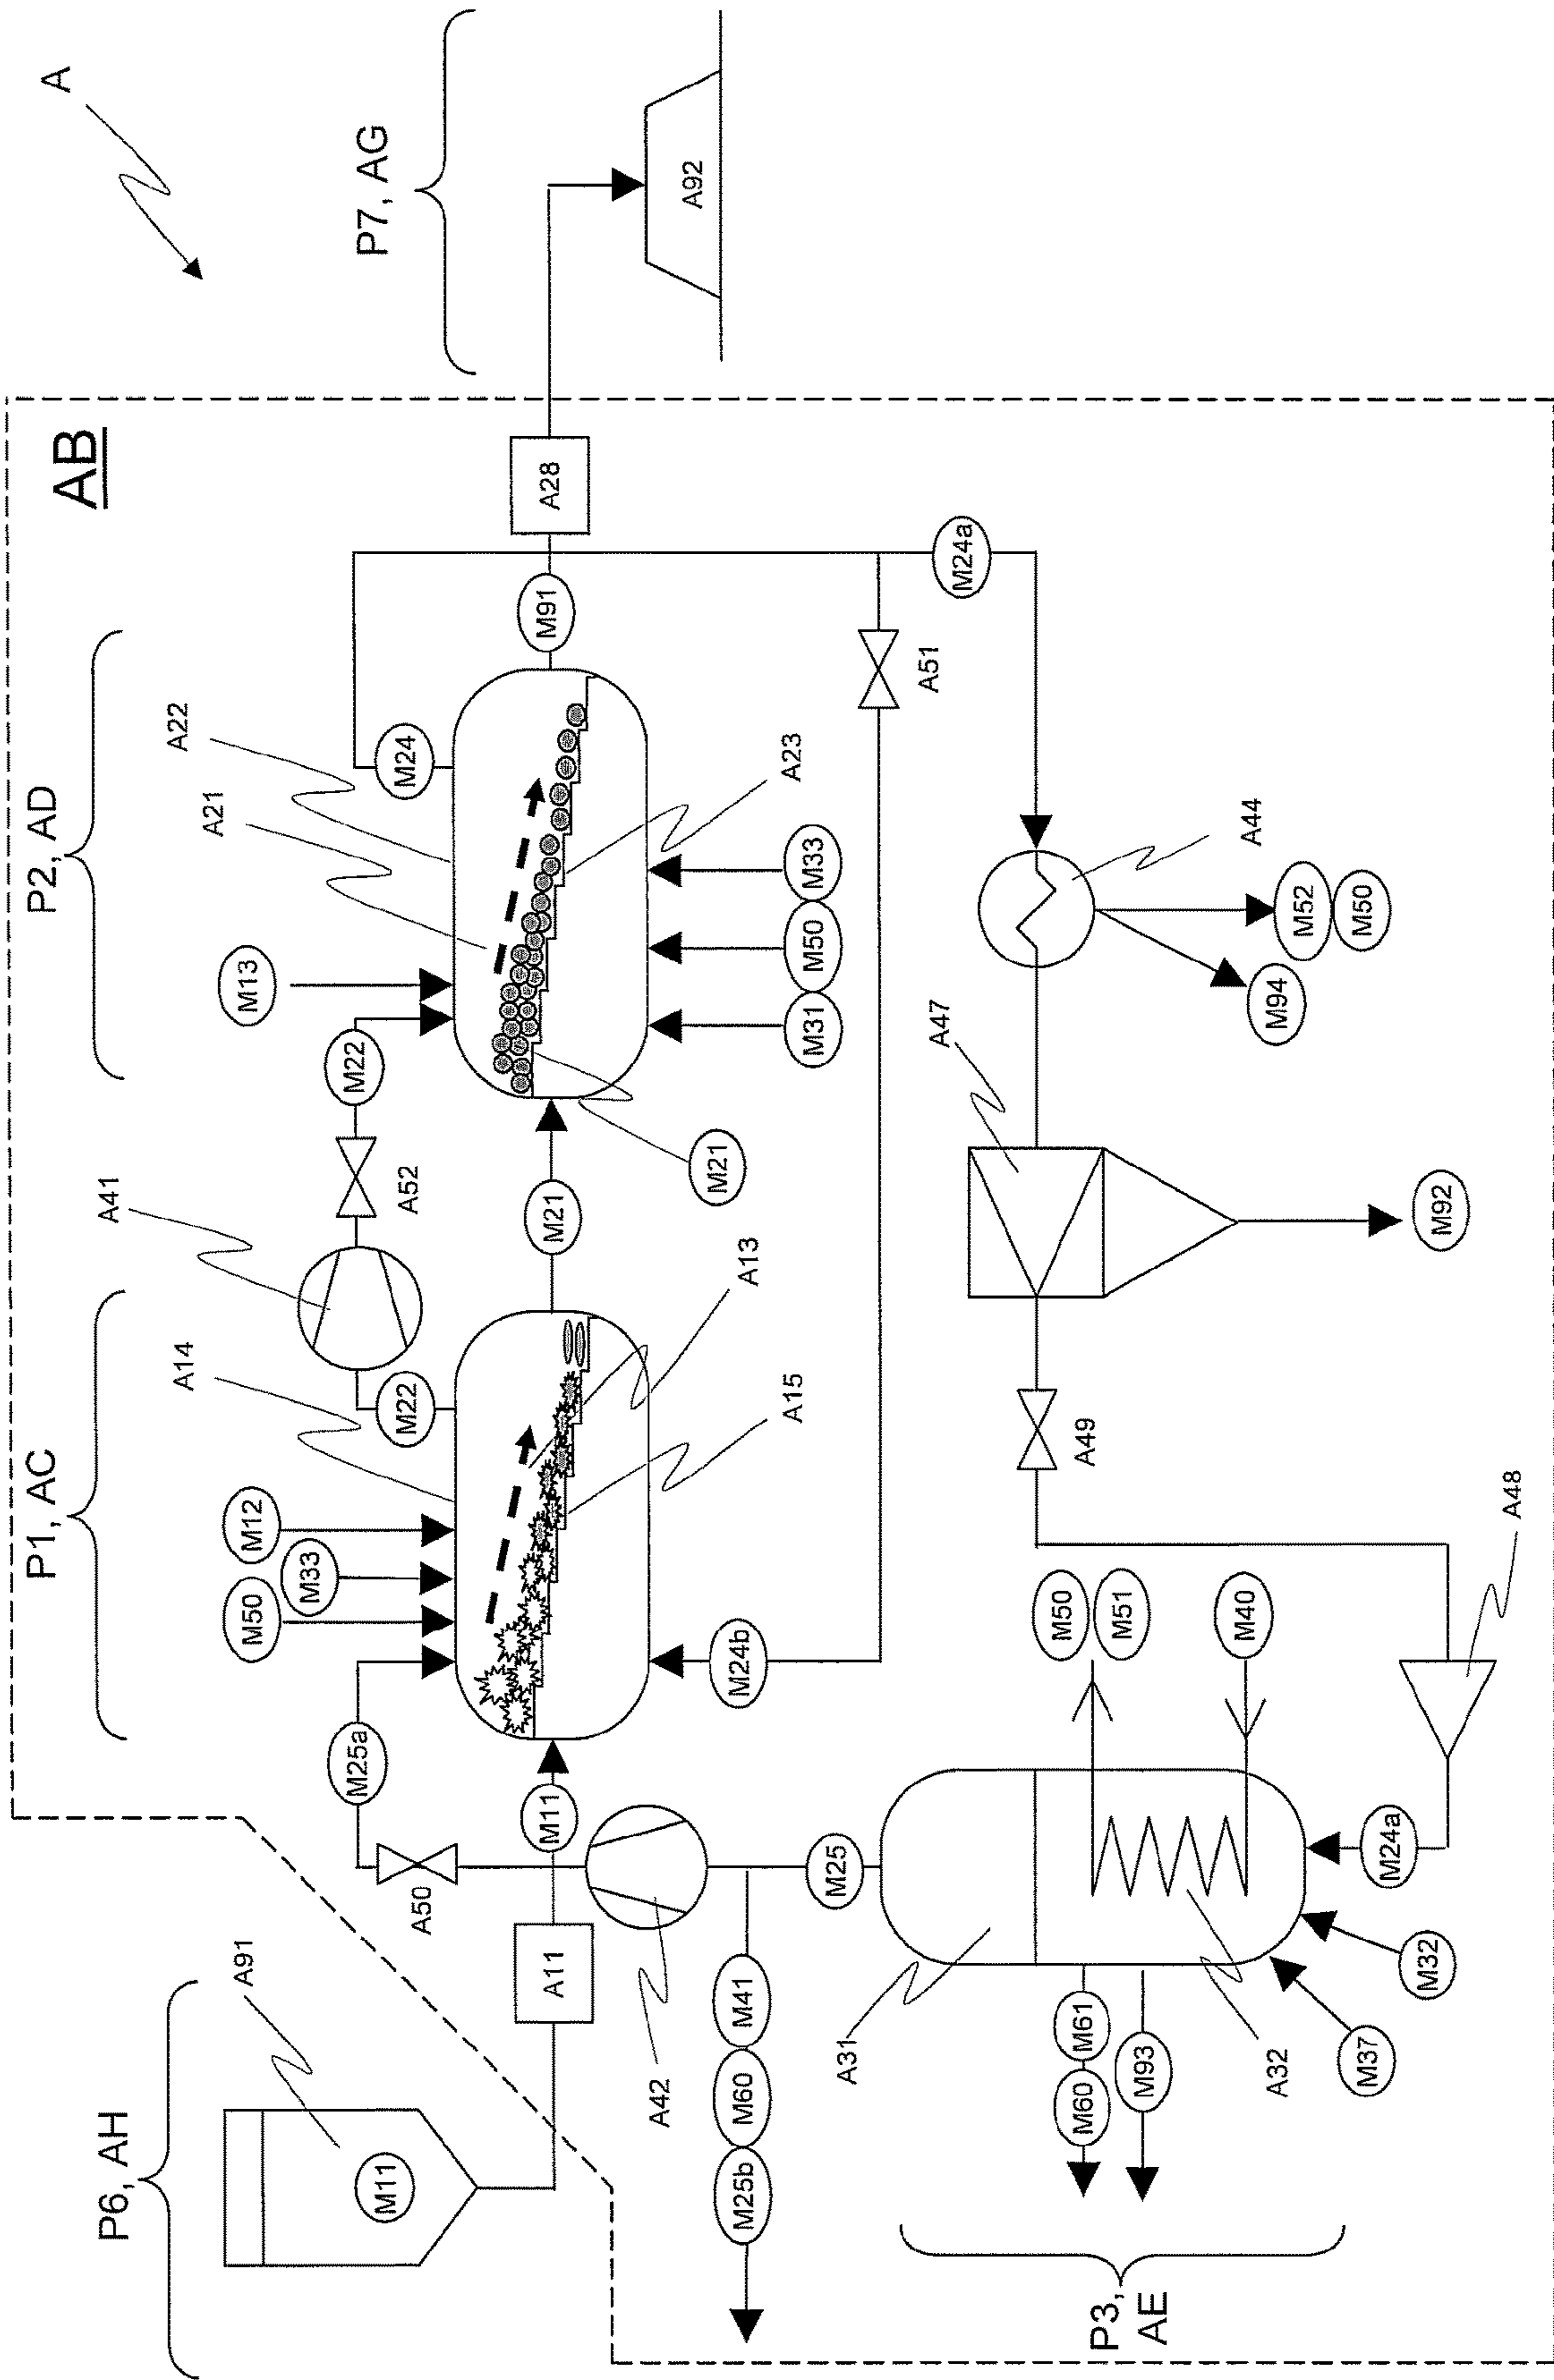 A
P1, AC
P2, AD
AB
P6, AH
A41
A22
A14
A21
A91
M13
M50
M12
M33
M25a
M22
P7, AG
M11
A50
M22
A52
M24
A11
M11
M21
M91
A28
A42
A92
M21
M25b
M60
M41
M24b
A13
A15
A23
M31
M50
M33
A31
M25
A47
A51
M24a
M50
M60
M61
A49
P3,
AE
M51
M93
M40
A44
A32
M94
M52
M50
M37
M24a
M32
M92
A48